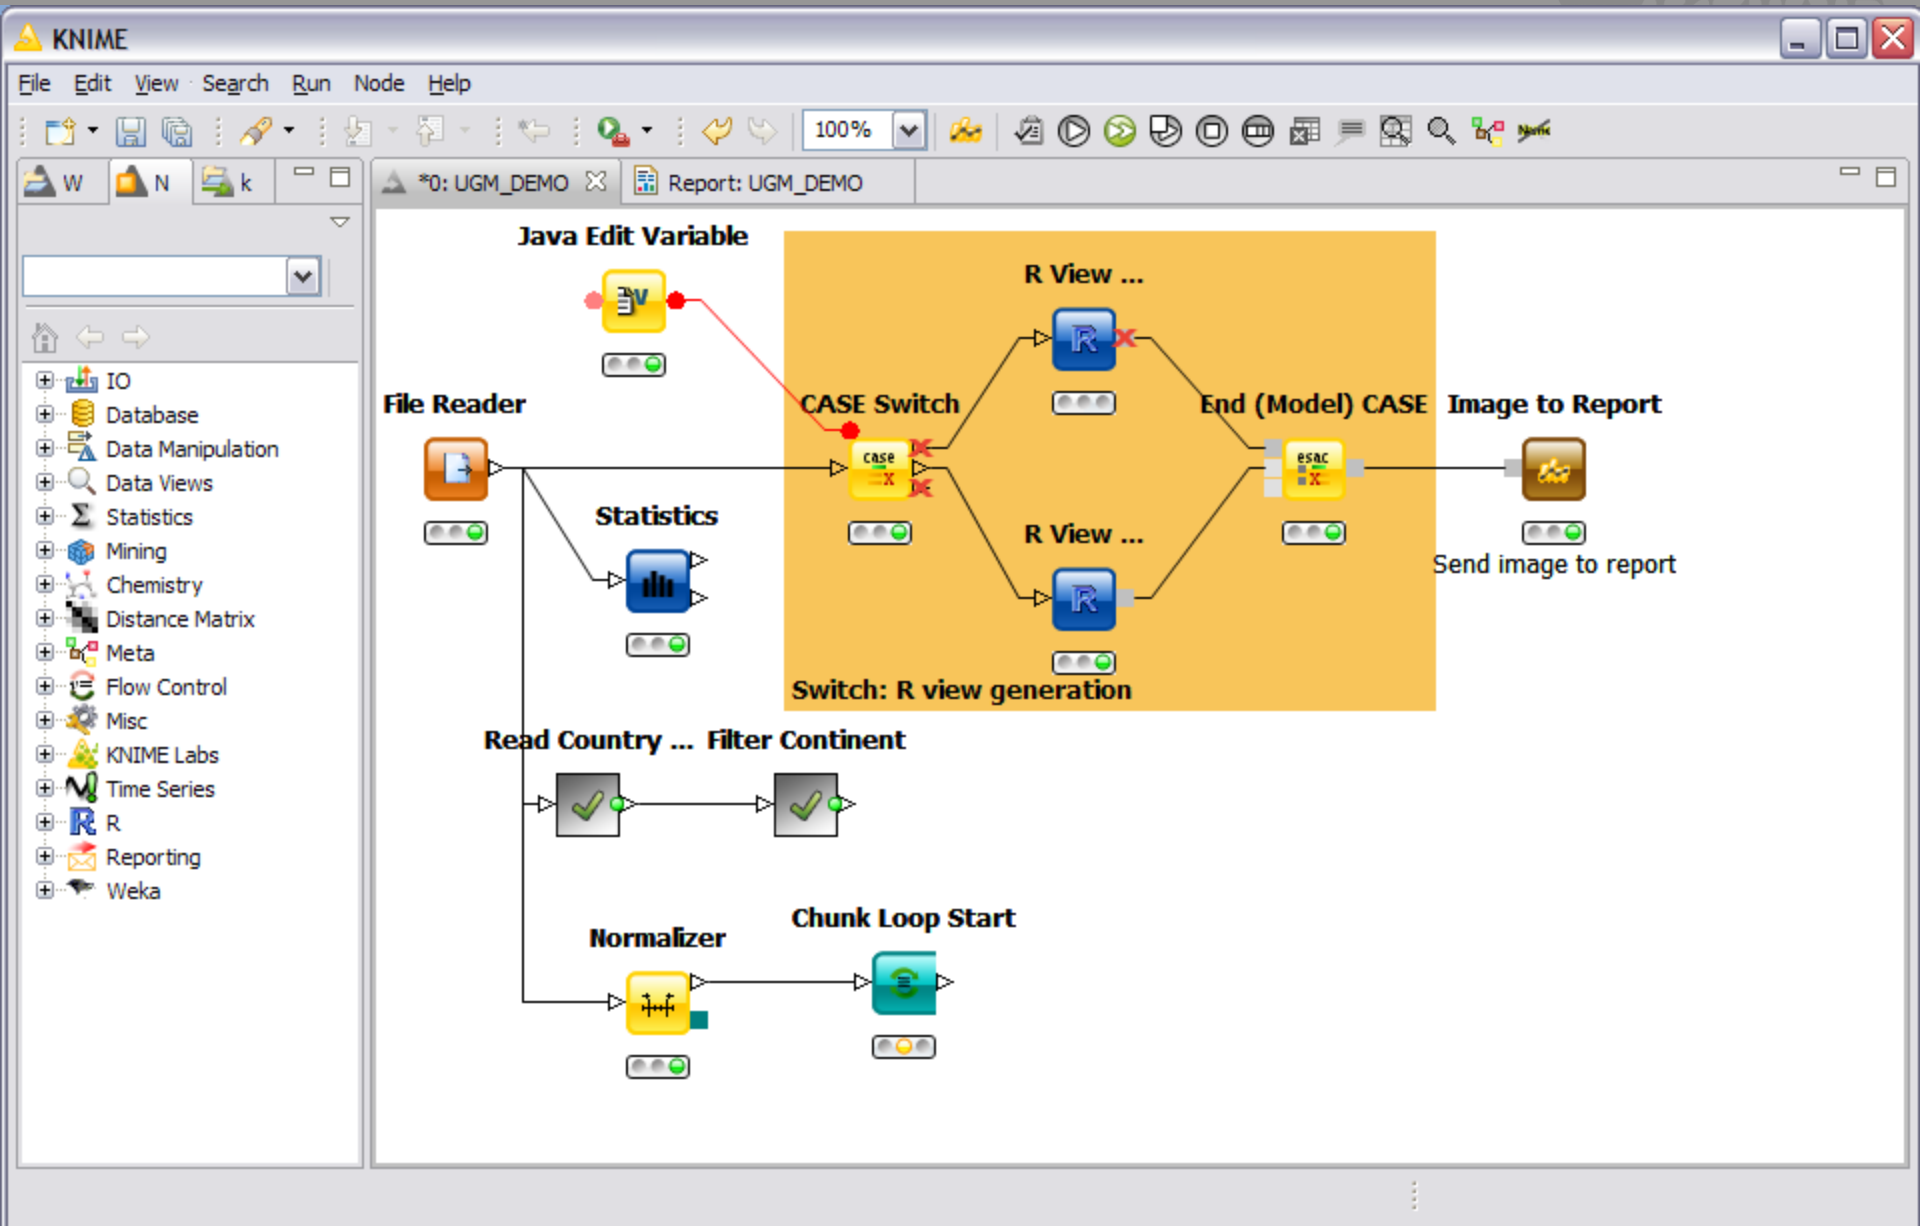 KNIME
File Edit View Search Run Node Help
100%
W N k
*0: UGM_DEMO Report: UGM_DEMO
IO
Database
Data Manipulation
Data Views
Statistics
Mining
Chemistry
Distance Matrix
Meta
Flow Control
Misc
KNIME Labs
Time Series
R
Reporting
Weka
Java Edit Variable
V
R View ...
R
File Reader
CASE Switch
case
x
End (Model) CASE
esac
x
Image to Report
Send image to report
Statistics
R View ...
R
Switch: R view generation
Read Country ... Filter Continent
Normalizer
Chunk Loop Start